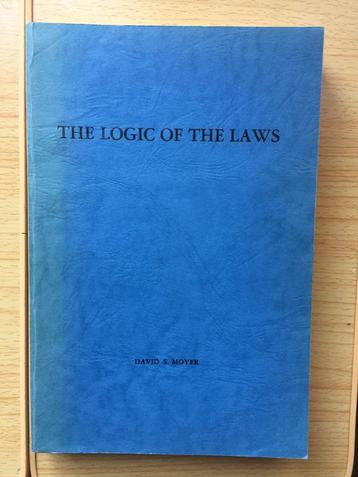 THE LOGIC OF THE LAWS
DAVID S. MOYER